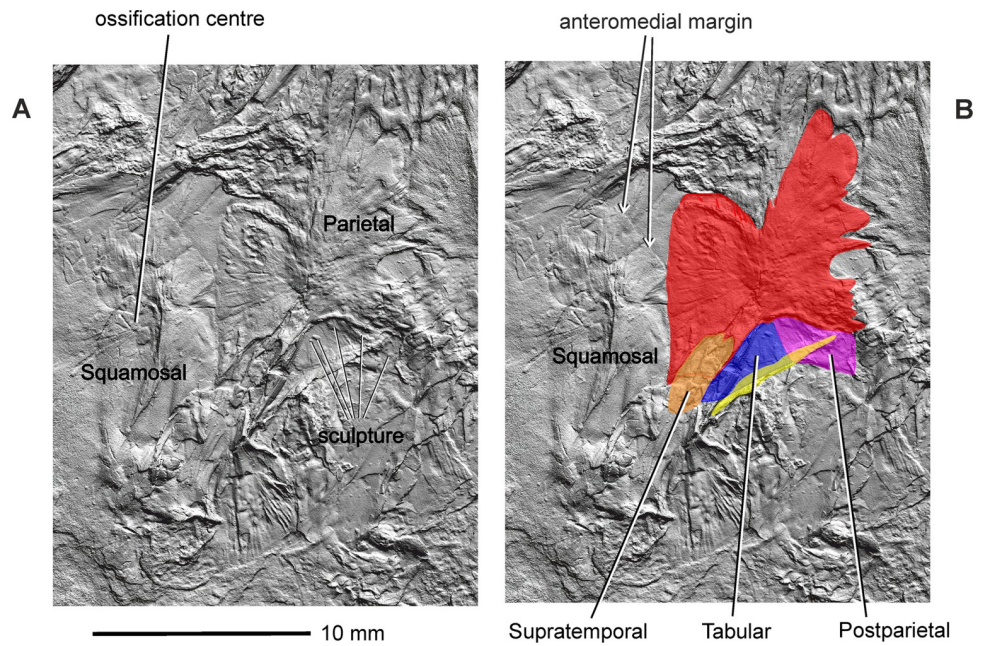 ossification centre
anteromedial margin
A
B
Parietal
Squamosal
sculpture
Squamosal
10 mm
Supratemporal
Tabular
Postparietal